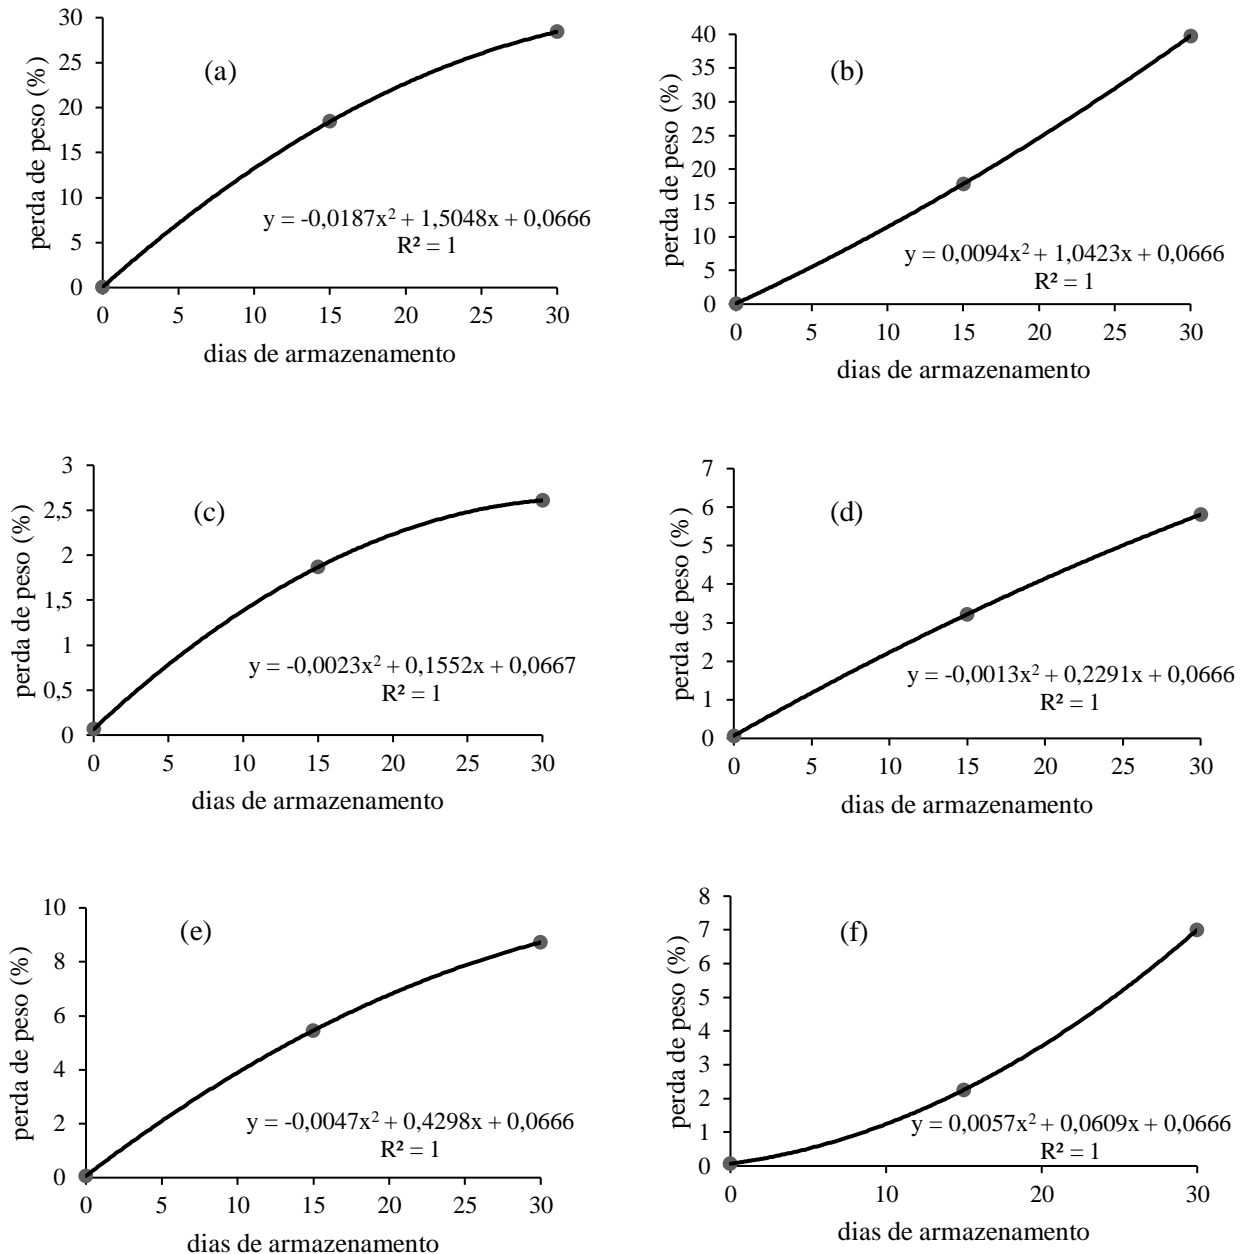 perda de peso (%)
30
25
20
15
10
5
0
(a)
y = -0,0187x² + 1,5048x + 0,0666
R² = 1
0 5 10 15 20 25 30
dias de armazenamento
perda de peso (%)
40
35
30
25
20
15
10
5
0
(b)
y = 0,0094x² + 1,0423x + 0,0666
R² = 1
0 5 10 15 20 25 30
dias de armazenamento
perda de peso (%)
3
2,5
2
1,5
1
0,5
0
(c)
y = -0,0023x² + 0,1552x + 0,0667
R² = 1
0 5 10 15 20 25 30
dias de armazenamento
perda de peso (%)
7
6
5
4
3
2
1
0
(d)
y = -0,0013x² + 0,2291x + 0,0666
R² = 1
0 5 10 15 20 25 30
dias de armazenamento
perda de peso (%)
10
8
6
4
2
0
(e)
y = -0,0047x² + 0,4298x + 0,0666
R² = 1
0 5 10 15 20 25 30
dias de armazenamento
perda de peso (%)
8
7
6
5
4
3
2
1
0
(f)
y = 0,0057x² + 0,0609x + 0,0666
R² = 1
0 10 20 30
dias de armazenamento